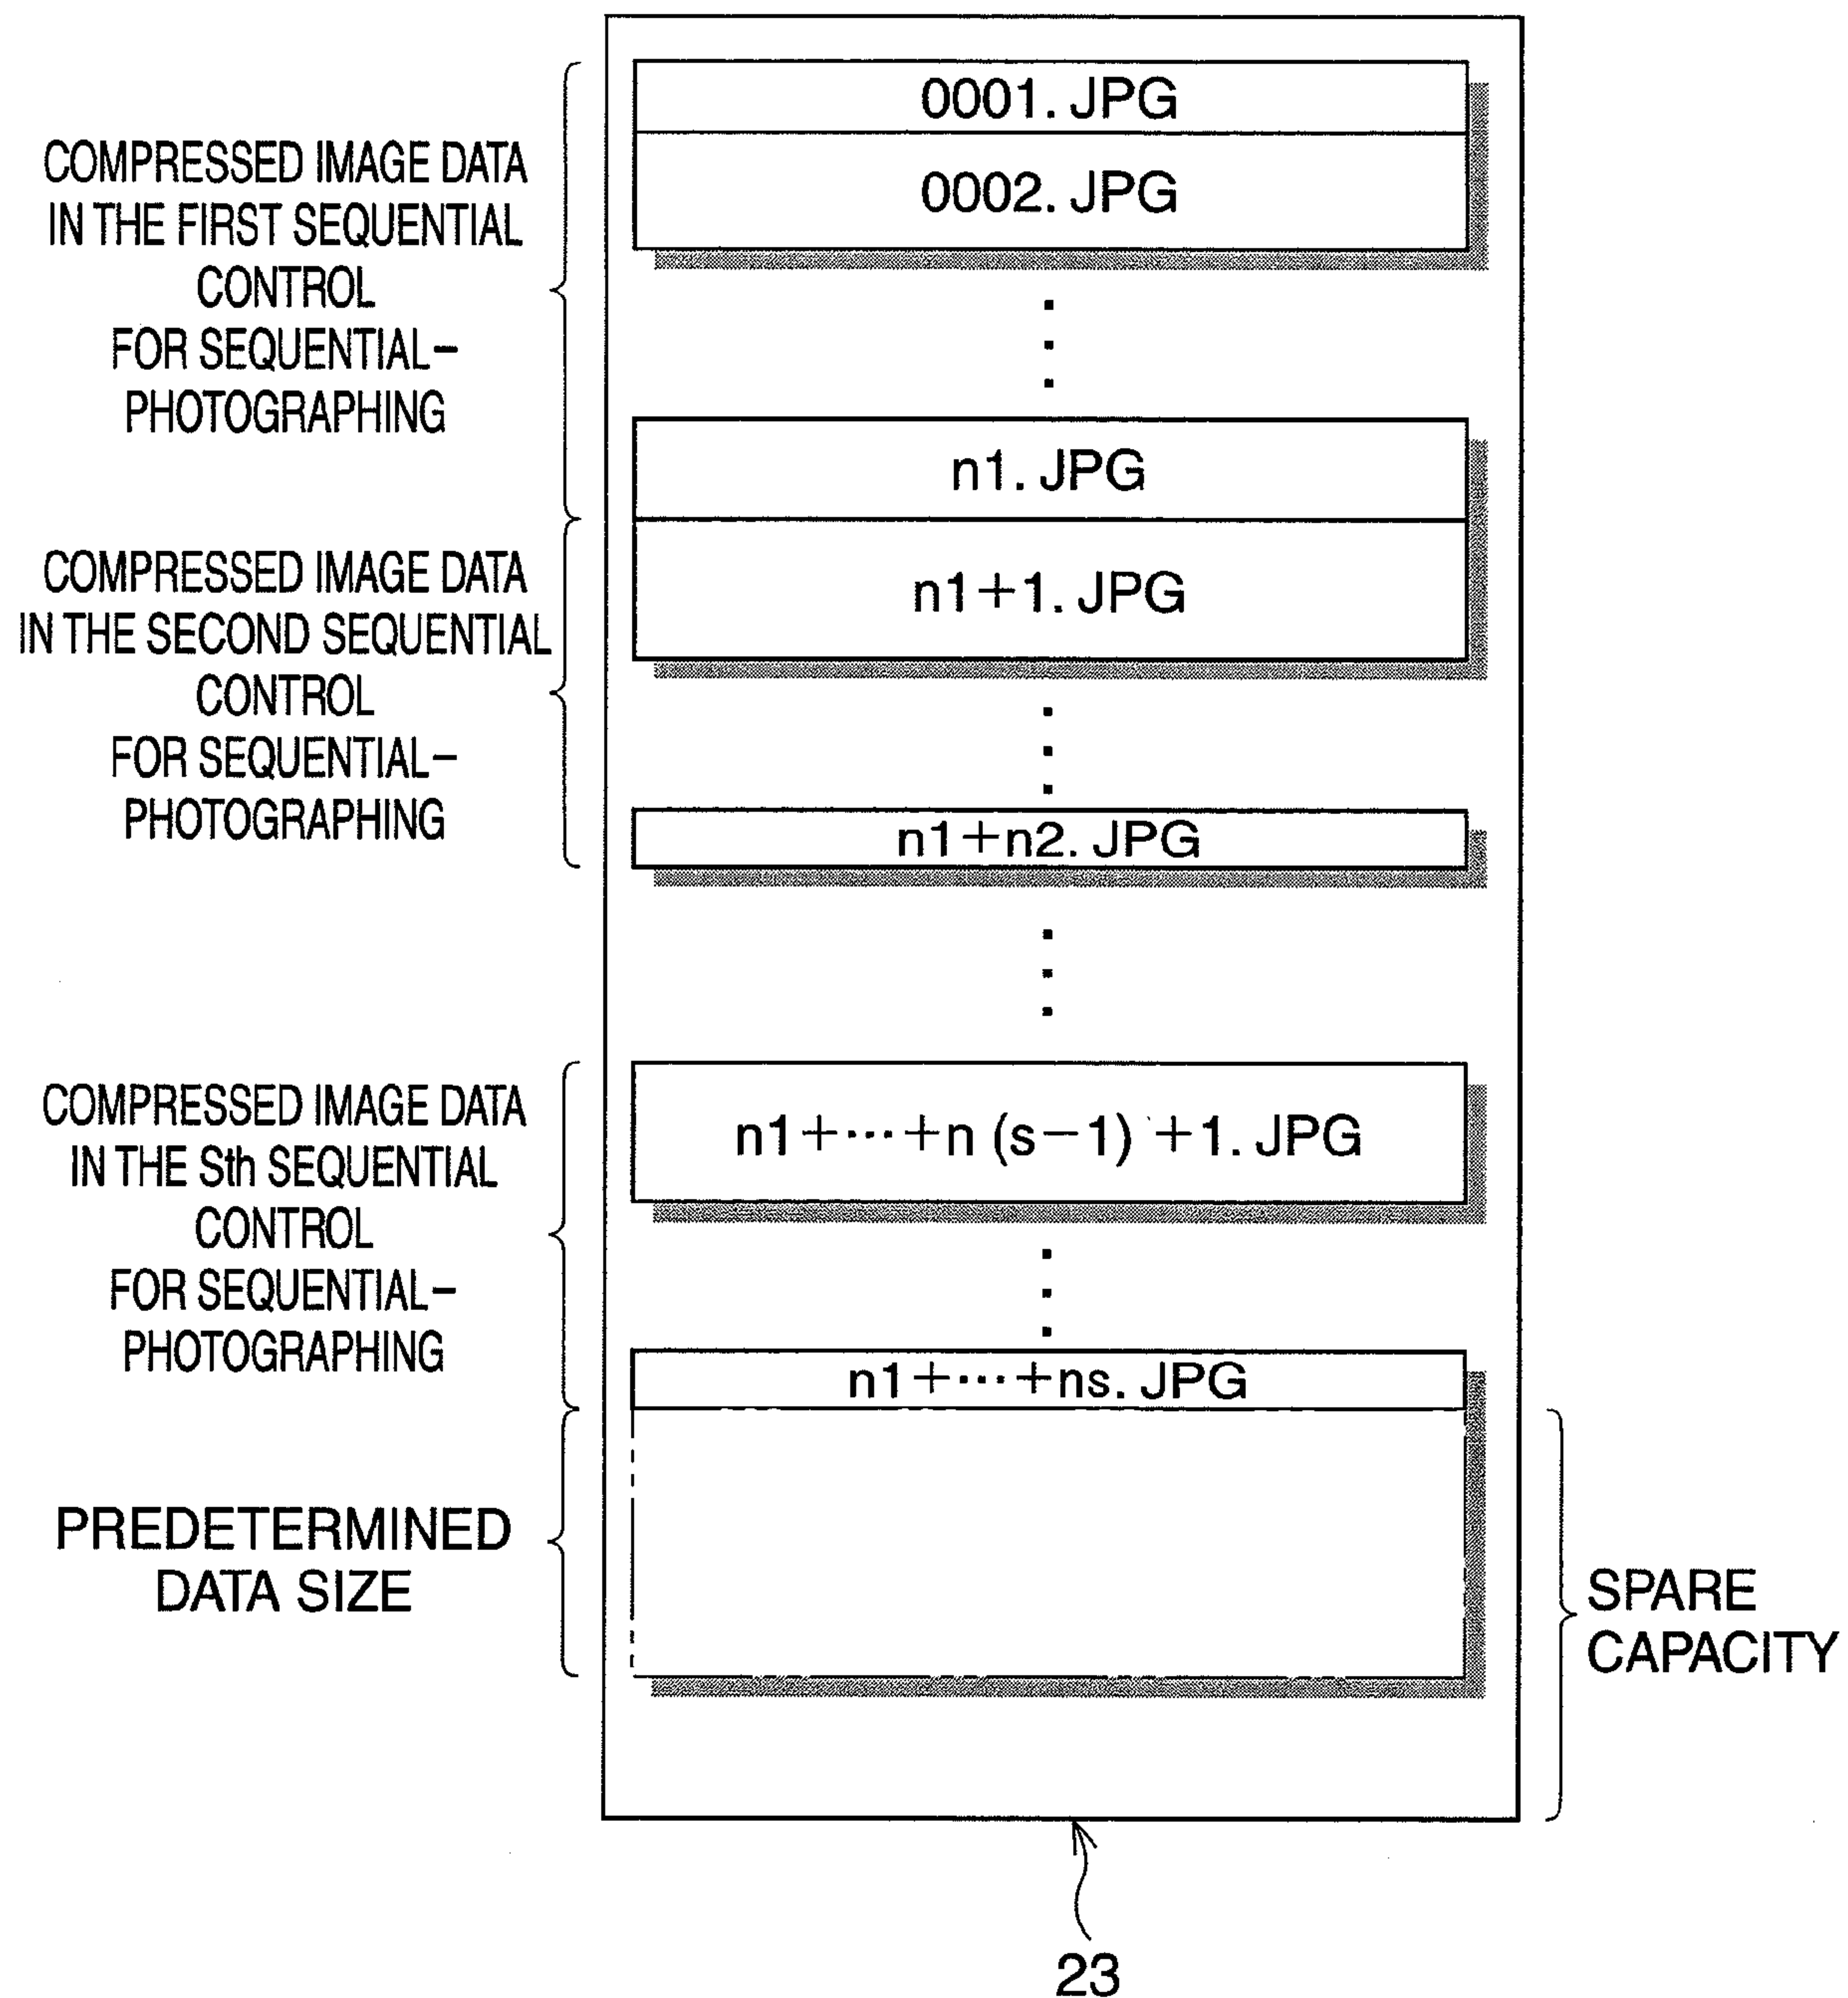 0001. JPG
0002. JPG
COMPRESSED IMAGE DATA
IN THE FIRST SEQUENTIAL
CONTROL
FOR SEQUENTIAL-
PHOTOGRAPHING
n1. JPG
n1+1. JPG
COMPRESSED IMAGE DATA
IN THE SECOND SEQUENTIAL
CONTROL
FOR SEQUENTIAL-
PHOTOGRAPHING
n1+n2. JPG
COMPRESSED IMAGE DATA
IN THE Sth SEQUENTIAL
CONTROL
FOR SEQUENTIAL-
PHOTOGRAPHING
n1+···+n (s-1) +1. JPG
n1+···+ns. JPG
PREDETERMINED
DATA SIZE
SPARE
CAPACITY
23